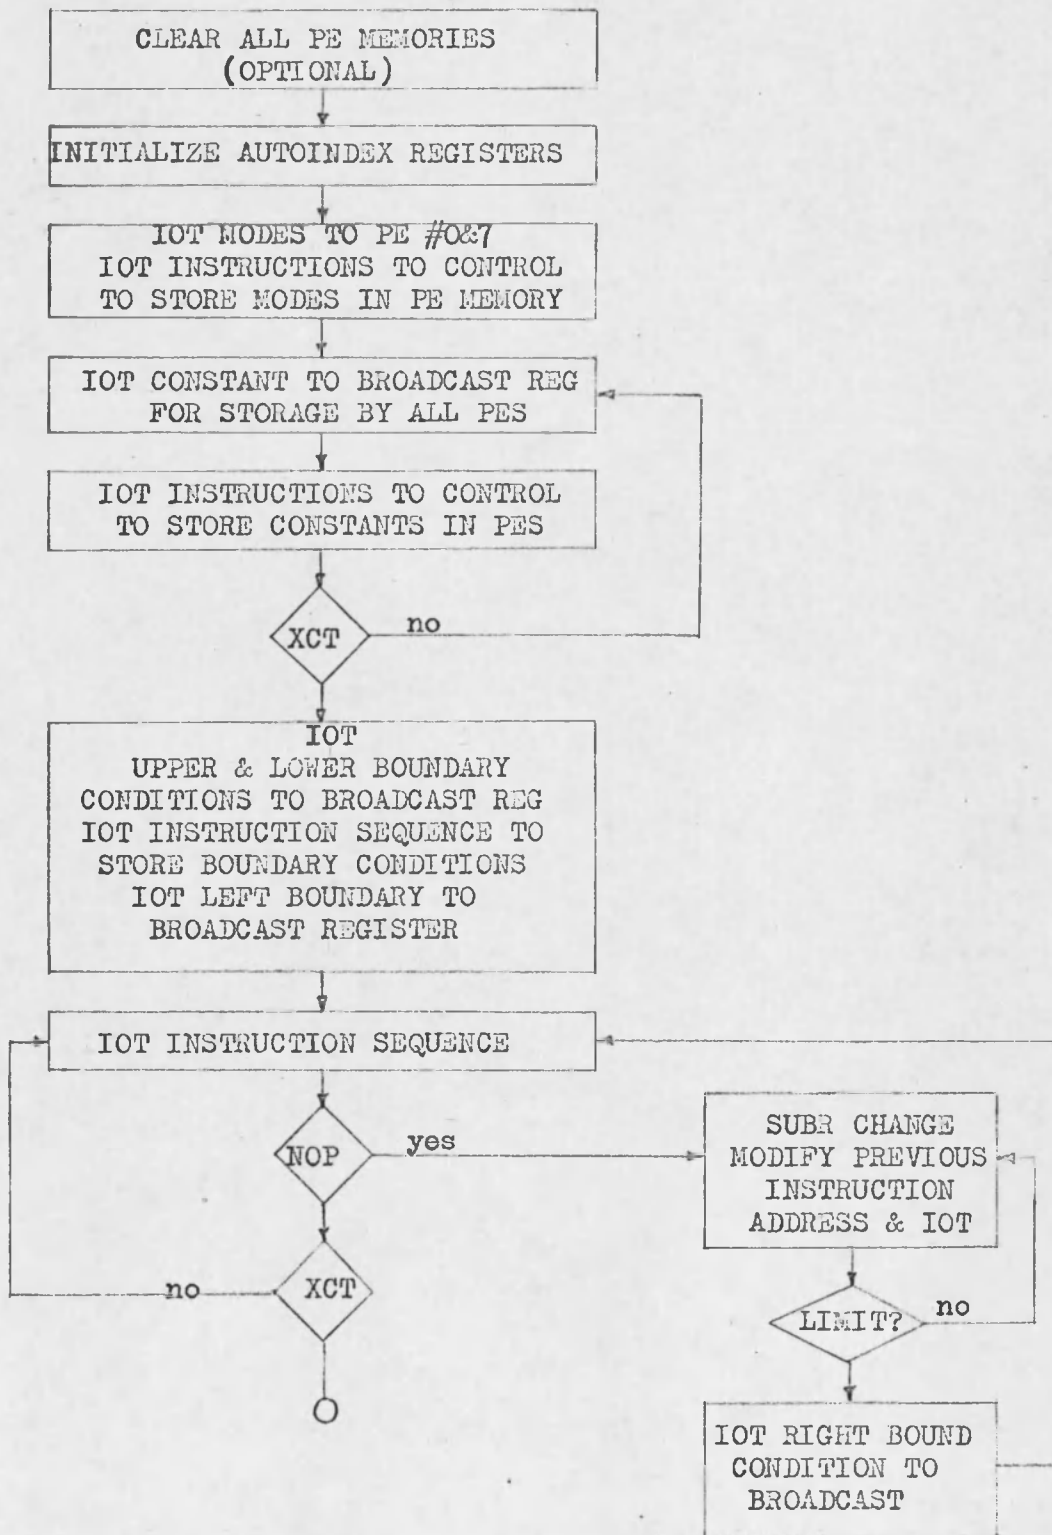 CLEAR ALL PE MEMORIES
(OPTIONAL)
INITIALIZE AUTOINDEX REGISTERS
IOT MODES TO PE #0&7
IOT INSTRUCTIONS TO CONTROL
TO STORE MODES IN PE MEMORY
IOT CONSTANT TO BROADCAST REG
FOR STORAGE BY ALL PES
IOT INSTRUCTIONS TO CONTROL
TO STORE CONSTANTS IN PES
XCT
no
IOT
UPPER & LOWER BOUNDARY
CONDITIONS TO BROADCAST REG
IOT INSTRUCTION SEQUENCE TO
STORE BOUNDARY CONDITIONS
IOT LEFT BOUNDARY TO
BROADCAST REGISTER
IOT INSTRUCTION SEQUENCE
NOP
yes
XCT
no
SUBR CHANGE
MODIFY PREVIOUS
INSTRUCTION
ADDRESS & IOT
LIMIT?
no
IOT RIGHT BOUND
CONDITION TO
BROADCAST